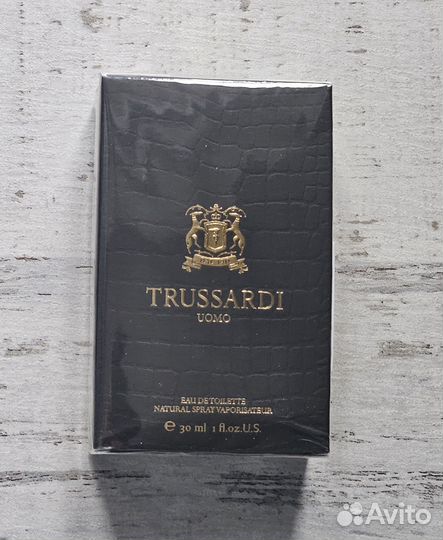 TRUSSARDI
UOMO
EAU DE TOILETTE
NATURAL SPRAY VAPORISATEUR
℮ 30 ml 1 fl.oz.U.S.
Avito